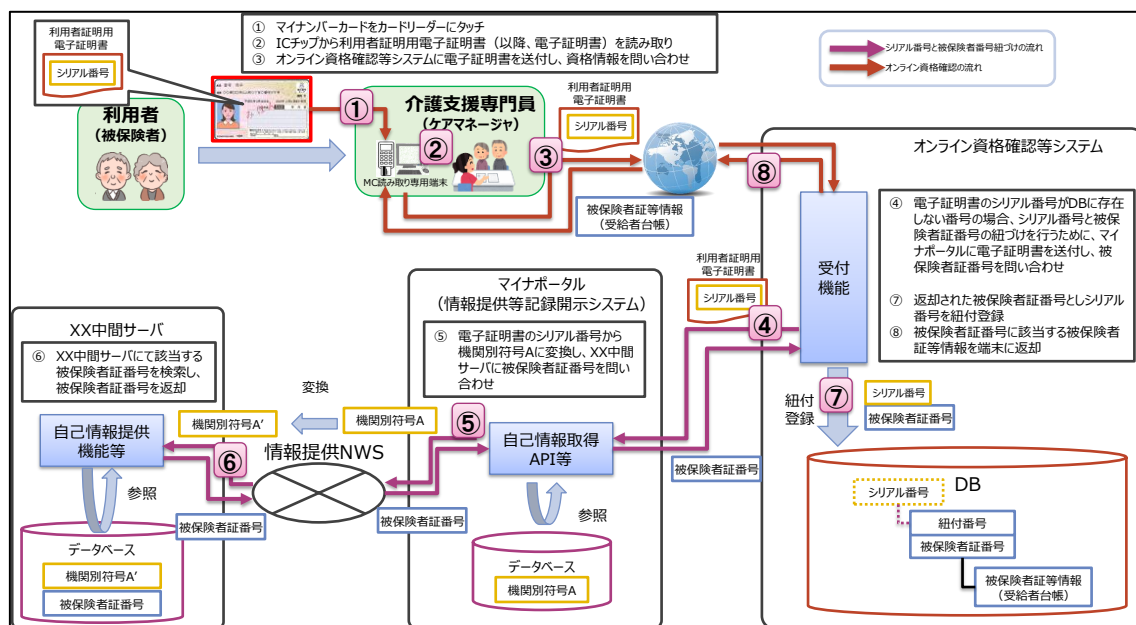 利用者証明用
電子証明書
シリアル番号
利用者
(被保険者)
① マイナンバーカードをカードリーダーにタッチ
② ICチップから利用者証明用電子証明書(以降、電子証明書)を読み取り
③ オンライン資格確認等システムに電子証明書を送付し、資格情報を問い合わせ
シリアル番号と被保険者番号紐づけの流れ
オンライン資格確認の流れ
①
介護支援専門員
(ケアマネージャ)
②
MC読み取り専用端末
③
利用者証明用
電子証明書
シリアル番号
被保険者証等情報
(受給者台帳)
⑧
オンライン資格確認等システム
受付
機能
④ 電子証明書のシリアル番号がDBに存在
しない番号の場合、シリアル番号と被保
険者証番号の紐づけを行うために、マイ
ナポータルに電子証明書を送付し、被
保険者証番号を問い合わせ
⑦ 返却された被保険者証番号としシリアル
番号を紐付登録
⑧ 被保険者証番号に該当する被保険者
証等情報を端末に返却
利用者証明用
電子証明書
シリアル番号
④
マイナポータル
(情報提供等記録開示システム)
⑤ 電子証明書のシリアル番号から
機関別符号Aに変換し、XX中間
サーバに被保険者証番号を問い
合わせ
XX中間サーバ
⑥ XX中間サーバにて該当する
被保険者証番号を検索し、
被保険者証番号を返却
変換
機関別符号A’
機関別符号A
⑤
自己情報提供
機能等
⑥
情報提供NWS
自己情報取得
API等
被保険者証番号
参照
被保険者証番号
被保険者証番号
参照
データベース
機関別符号A’
被保険者証番号
データベース
機関別符号A
紐付
登録
⑦
シリアル番号
被保険者証番号
DB
シリアル番号
紐付番号
被保険者証番号
被保険者証等情報
(受給者台帳)